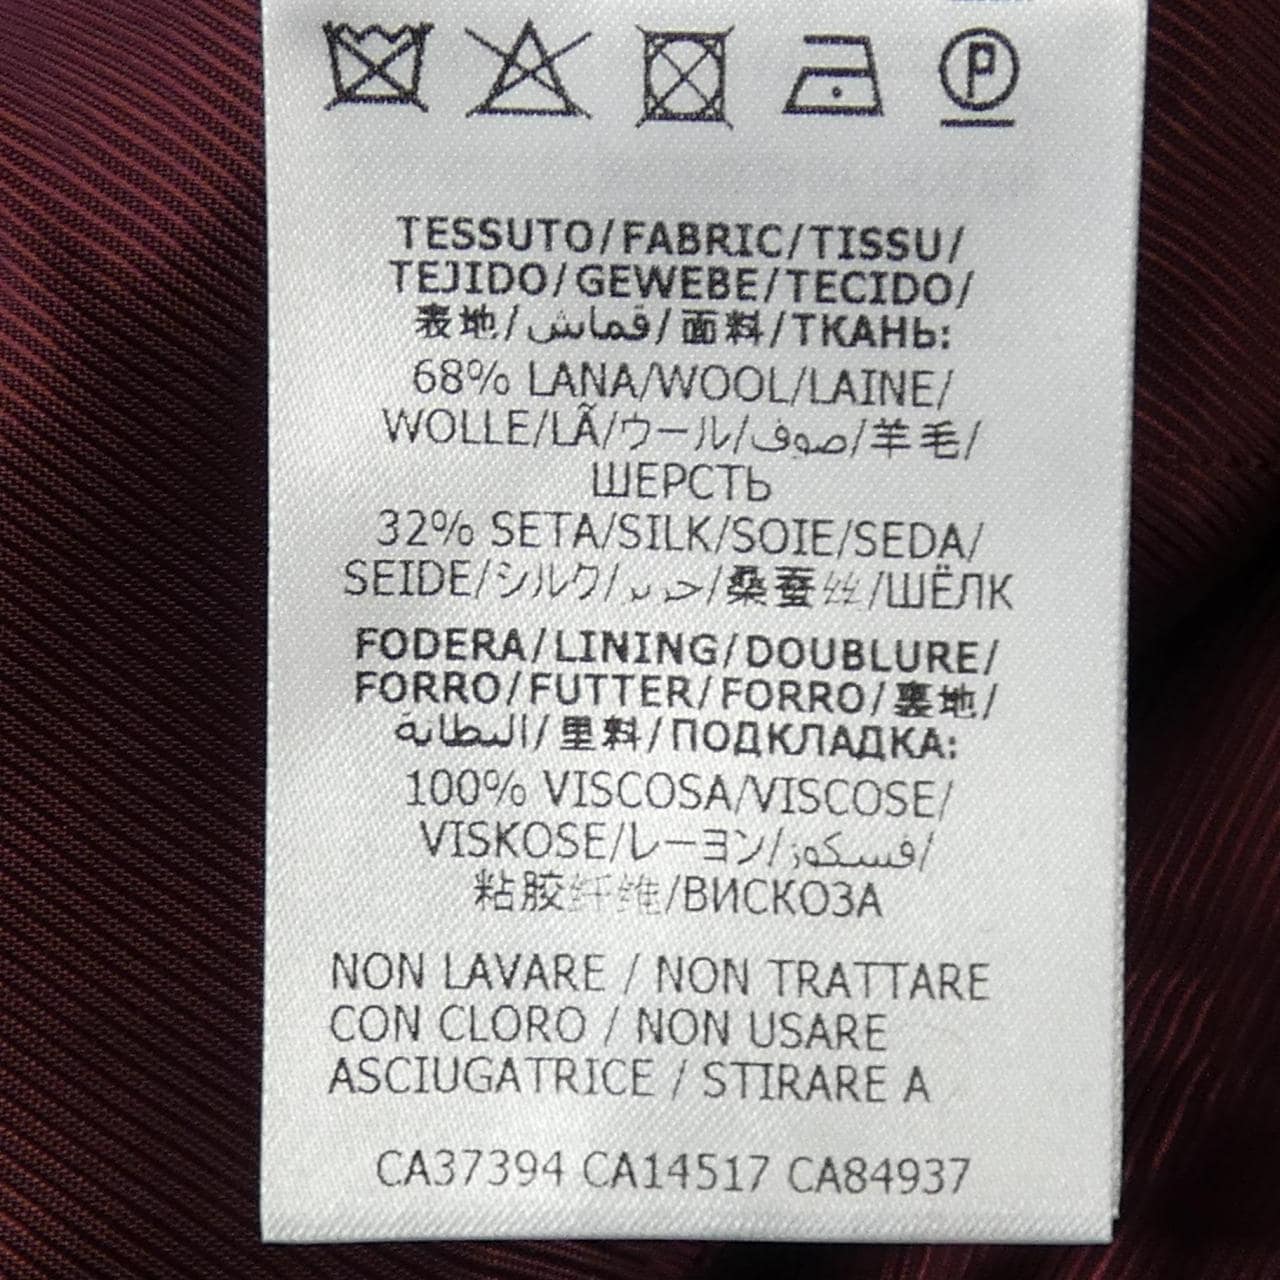 P
TESSUTO/FABRIC/TISSU/
TEJIDO/GEWEBE/TECIDO/
表地/قماش/面料/ТКАНЬ:
68% LANA/WOOL/LAINE/
WOLLE/LÃ/ウール/صوف/羊毛/
ШЕРСТЬ
32% SETA/SILK/SOIE/SEDA/
SEIDE/シルク/حرير/桑蚕丝/ШЁЛК
FODERA/LINING/DOUBLURE/
FORRO/FUTTER/FORRO/裏地/
البطانة/里料/ПОДКЛАДКА:
100% VISCOSA/VISCOSE/
VISKOSE/レーヨン/فسكوز/
粘胶纤维/ВИСКОЗА
NON LAVARE / NON TRATTARE
CON CLORO / NON USARE
ASCIUGATRICE / STIRARE A
CA37394 CA14517 CA84937